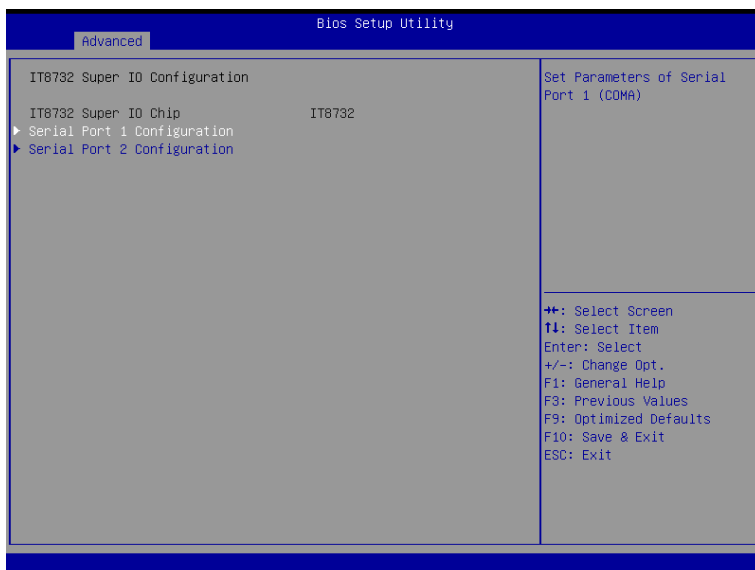 Bios Setup Utility
Advanced
IT8732 Super IO Configuration
IT8732 Super IO Chip IT8732
Serial Port 1 Configuration
Serial Port 2 Configuration
Set Parameters of Serial
Port 1 (COMA)
→←: Select Screen
↑↓: Select Item
Enter: Select
+/-: Change Opt.
F1: General Help
F3: Previous Values
F9: Optimized Defaults
F10: Save & Exit
ESC: Exit